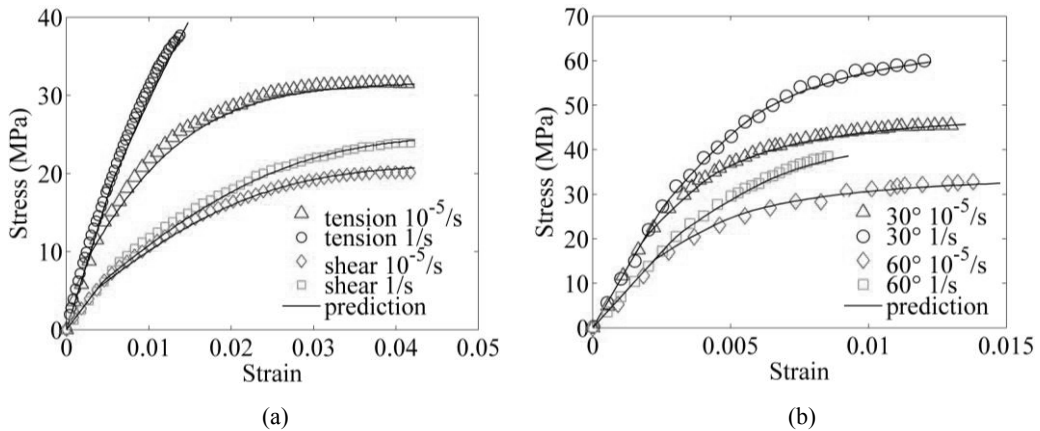 40
30
20
10
0
Stress (MPa)
tension 10⁻⁵/s
tension 1/s
shear 10⁻⁵/s
shear 1/s
prediction
0 0.01 0.02 0.03 0.04 0.05
Strain
(a)
70
60
50
40
30
20
10
0
Stress (MPa)
30° 10⁻⁵/s
30° 1/s
60° 10⁻⁵/s
60° 1/s
prediction
0 0.005 0.01 0.015
Strain
(b)